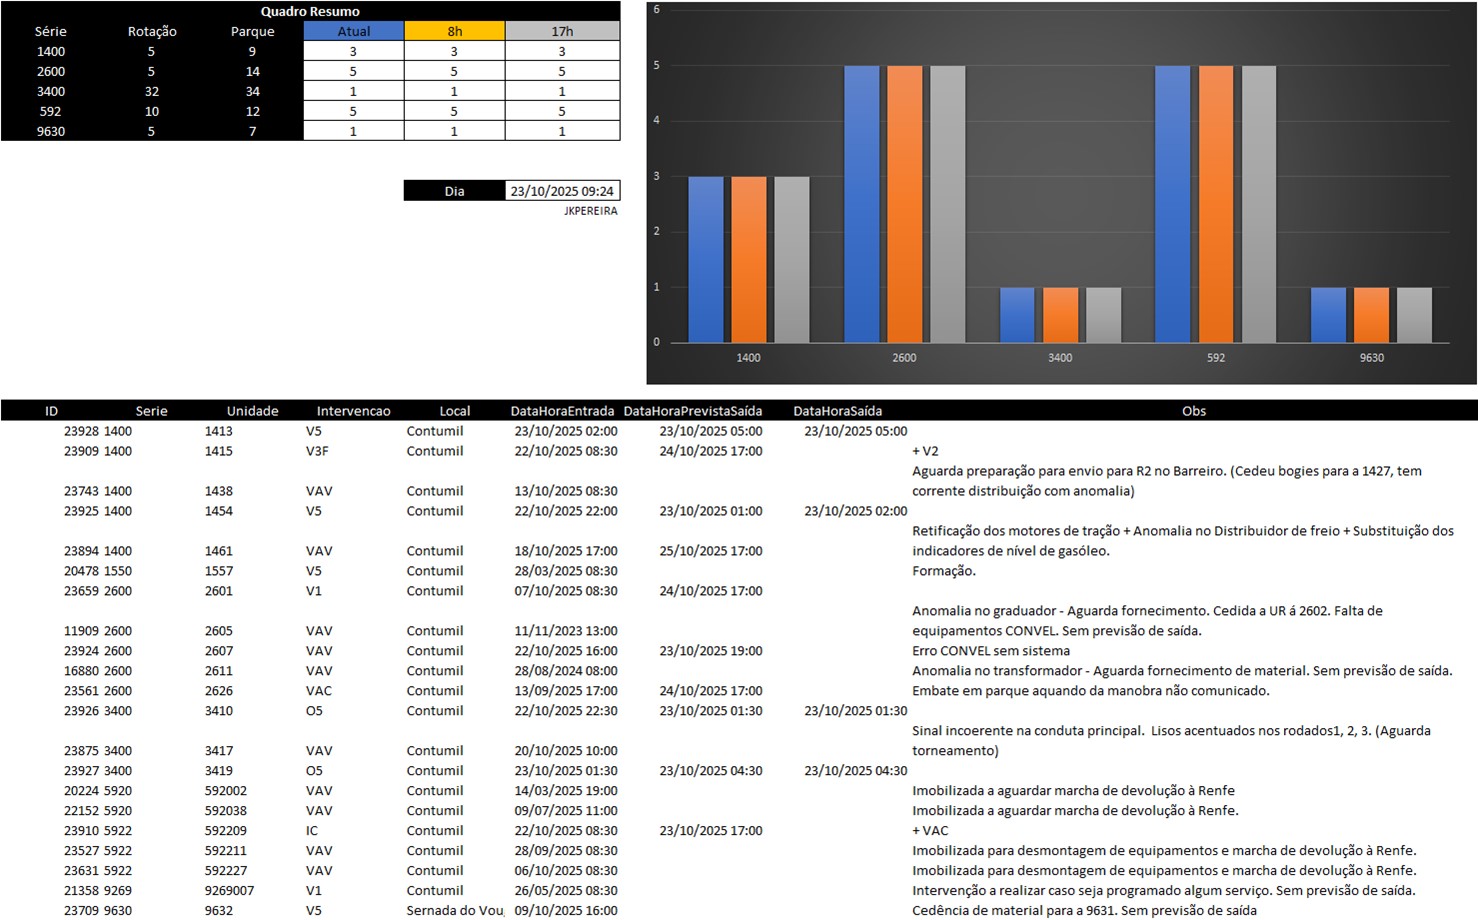 Quadro Resumo
Série Rotação Parque Atual 8h 17h
1400 5 9 3 3 3
2600 5 14 5 5 5
3400 32 34 1 1 1
592 10 12 5 5 5
9630 5 7 1 1 1
Dia 23/10/2025 09:24
JKPEREIRA
6
5
4
3
2
1
0
1400 2600 3400 592 9630
ID Serie Unidade Intervencao Local DataHoraEntrada DataHoraPrevistaSaída DataHoraSaída Obs
23928 1400 1413 V5 Contumil 23/10/2025 02:00 23/10/2025 05:00 23/10/2025 05:00
23909 1400 1415 V3F Contumil 22/10/2025 08:30 24/10/2025 17:00 + V2
Aguarda preparação para envio para R2 no Barreiro. (Cedeu bogies para a 1427, tem
23743 1400 1438 VAV Contumil 13/10/2025 08:30 corrente distribuição com anomalia)
23925 1400 1454 V5 Contumil 22/10/2025 22:00 23/10/2025 01:00 23/10/2025 02:00
Retificação dos motores de tração + Anomalia no Distribuidor de freio + Substituição dos
23894 1400 1461 VAV Contumil 18/10/2025 17:00 25/10/2025 17:00 indicadores de nível de gasóleo.
20478 1550 1557 V5 Contumil 28/03/2025 08:30 Formação.
23659 2600 2601 V1 Contumil 07/10/2025 08:30 24/10/2025 17:00
Anomalia no graduador - Aguarda fornecimento. Cedida a UR á 2602. Falta de
11909 2600 2605 VAV Contumil 11/11/2023 13:00 equipamentos CONVEL. Sem previsão de saída.
23924 2600 2607 VAV Contumil 22/10/2025 16:00 23/10/2025 19:00 Erro CONVEL sem sistema
16880 2600 2611 VAV Contumil 28/08/2024 08:00 Anomalia no transformador - Aguarda fornecimento de material. Sem previsão de saída.
23561 2600 2626 VAC Contumil 13/09/2025 17:00 24/10/2025 17:00 Embate em parque aquando da manobra não comunicado.
23926 3400 3410 O5 Contumil 22/10/2025 22:30 23/10/2025 01:30 23/10/2025 01:30
Sinal incoerente na conduta principal.  Lisos acentuados nos rodados1, 2, 3. (Aguarda
23875 3400 3417 VAV Contumil 20/10/2025 10:00 torneamento)
23927 3400 3419 O5 Contumil 23/10/2025 01:30 23/10/2025 04:30 23/10/2025 04:30
20224 5920 592002 VAV Contumil 14/03/2025 19:00 Imobilizada a aguardar marcha de devolução à Renfe
22152 5920 592038 VAV Contumil 09/07/2025 11:00 Imobilizada a aguardar marcha de devolução à Renfe.
23910 5922 592209 IC Contumil 22/10/2025 08:30 23/10/2025 17:00 + VAC
23527 5922 592211 VAV Contumil 28/09/2025 08:30 Imobilizada para desmontagem de equipamentos e marcha de devolução à Renfe.
23631 5922 592227 VAV Contumil 06/10/2025 08:30 Imobilizada para desmontagem de equipamentos e marcha de devolução à Renfe.
21358 9269 9269007 V1 Contumil 26/05/2025 08:30 Intervenção a realizar caso seja programado algum serviço. Sem previsão de saída.
23709 9630 9632 V5 Sernada do Vou 09/10/2025 16:00 Cedência de material para a 9631. Sem previsão de saída